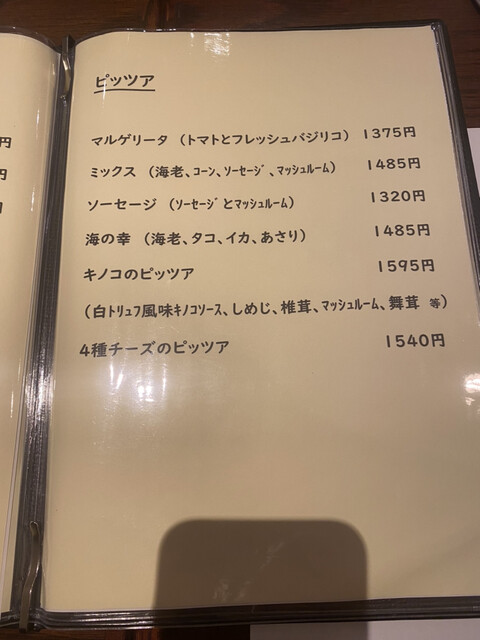 ピッツァ
マルゲリータ (トマトとフレッシュバジリコ) 1375円
ミックス (海老、ｺｰﾝ、ｿｰｾｰｼﾞ、ﾏｯｼｭﾙｰﾑ) 1485円
ソーセージ (ｿｰｾｰｼﾞとﾏｯｼｭﾙｰﾑ) 1320円
海の幸 (海老、タコ、イカ、あさり) 1485円
キノコのピッツァ 1595円
(白ﾄﾘｭﾌ風味ｷﾉｺｿｰｽ、しめじ、椎茸、ﾏｯｼｭﾙｰﾑ、舞茸 等)
4種チーズのピッツァ 1540円
円
円